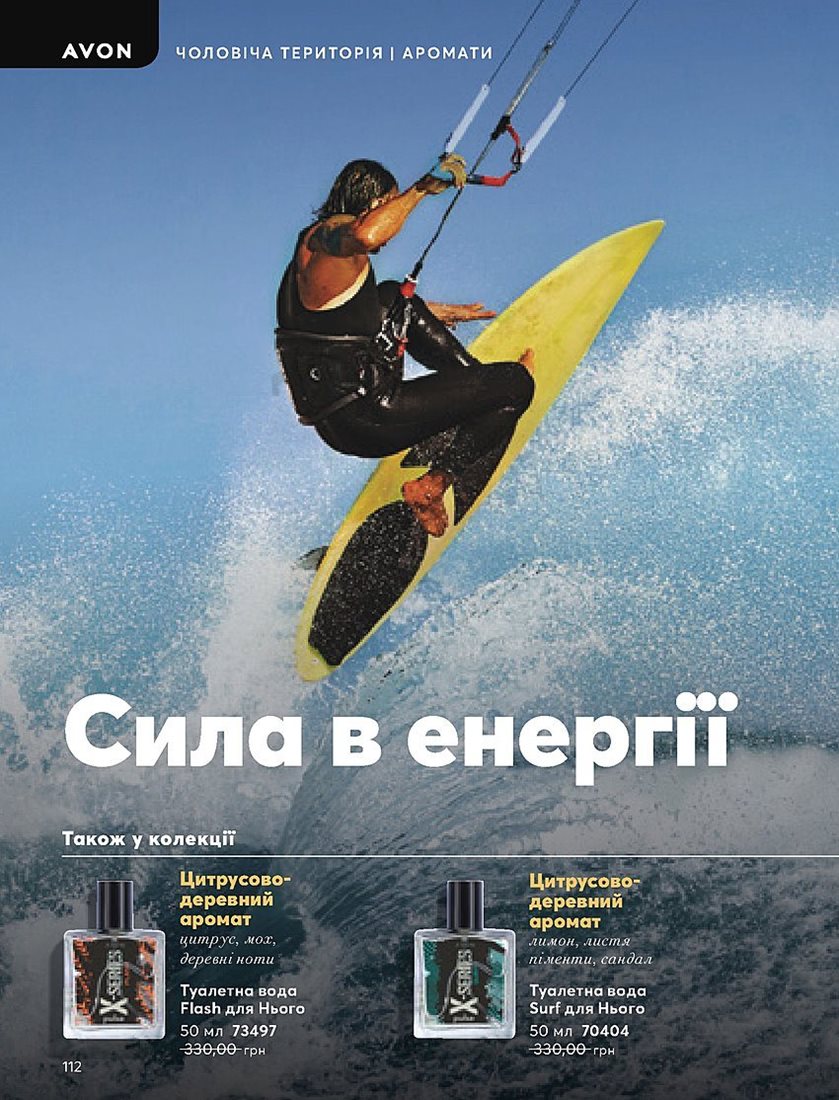 AVON
ЧОЛОВІЧА ТЕРИТОРІЯ | АРОМАТИ
Сила в енергії
Також у колекції
Цитрусово-
деревний
аромат
цитрус, мох,
деревні ноти
Туалетна вода
Flash для Нього
50 мл 73497
330,00 грн
X-SERIES
Цитрусово-
деревний
аромат
лимон, листя
піменти, сандал
Туалетна вода
Surf для Нього
50 мл 70404
330,00 грн
X-SERIES
112